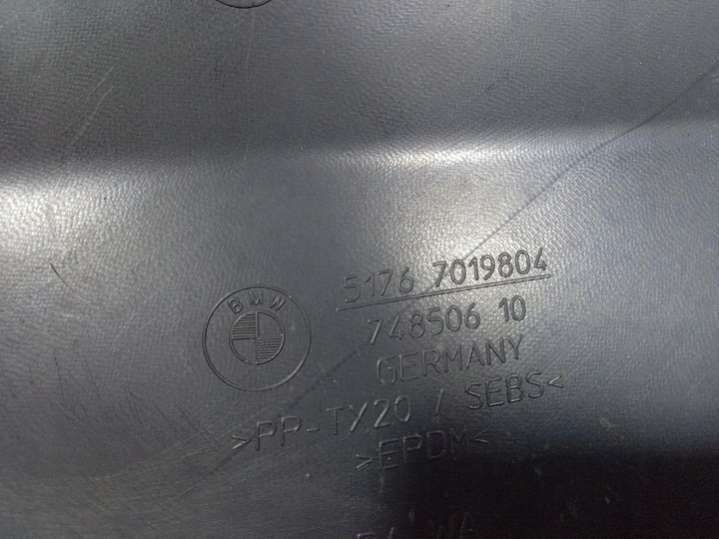 BMW
5176 7019804
748506 10
GERMANY
>PP-TX20 / SEBS<
>EPDM<